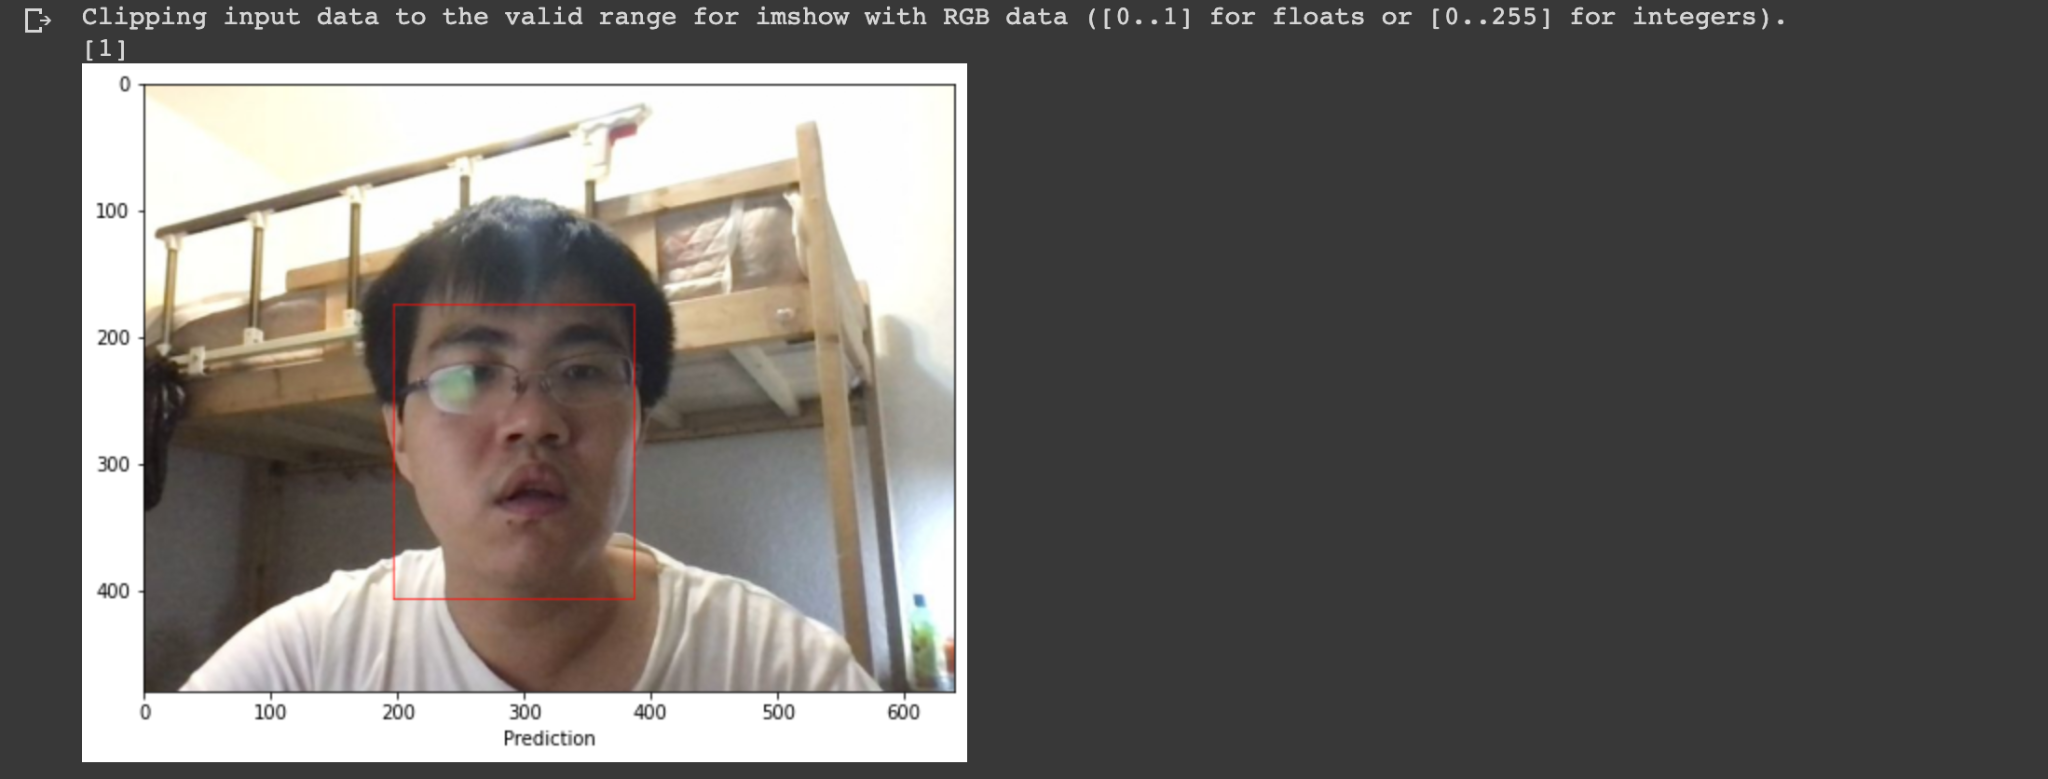 Clipping input data to the valid range for imshow with RGB data ([0..1] for floats or [0..255] for integers).
[1]
0
100
200
300
400
0 100 200 300 400 500 600
Prediction